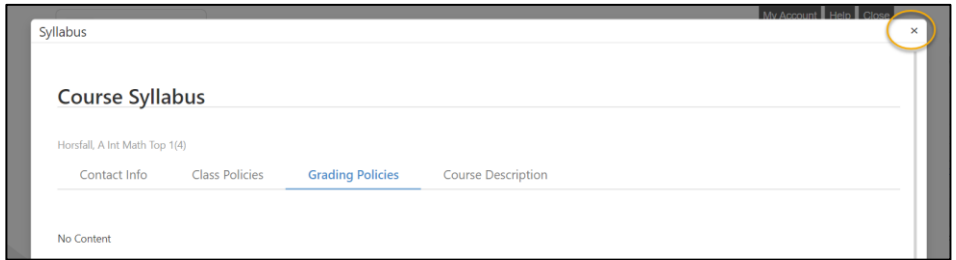 My Account Help Close
Syllabus ×
Course Syllabus
Horsfall, A Int Math Top 1(4)
Contact Info Class Policies Grading Policies Course Description
No Content